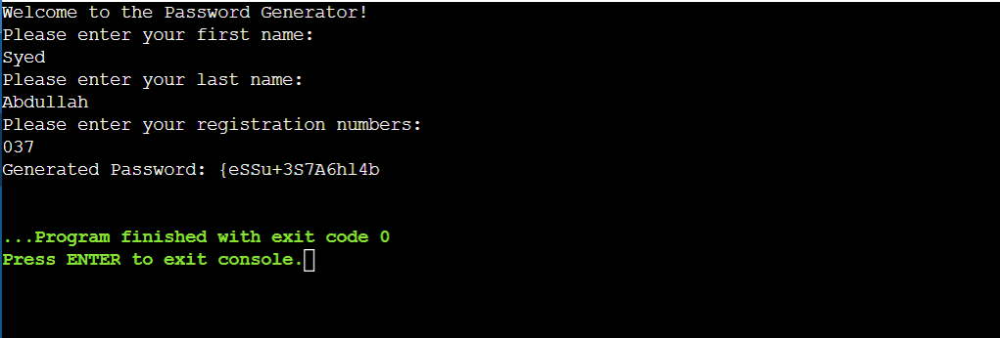 Welcome to the Password Generator!
Please enter your first name:
Syed
Please enter your last name:
Abdullah
Please enter your registration numbers:
037
Generated Password: {eSSu+3S7A6hl4b
...Program finished with exit code 0
Press ENTER to exit console.